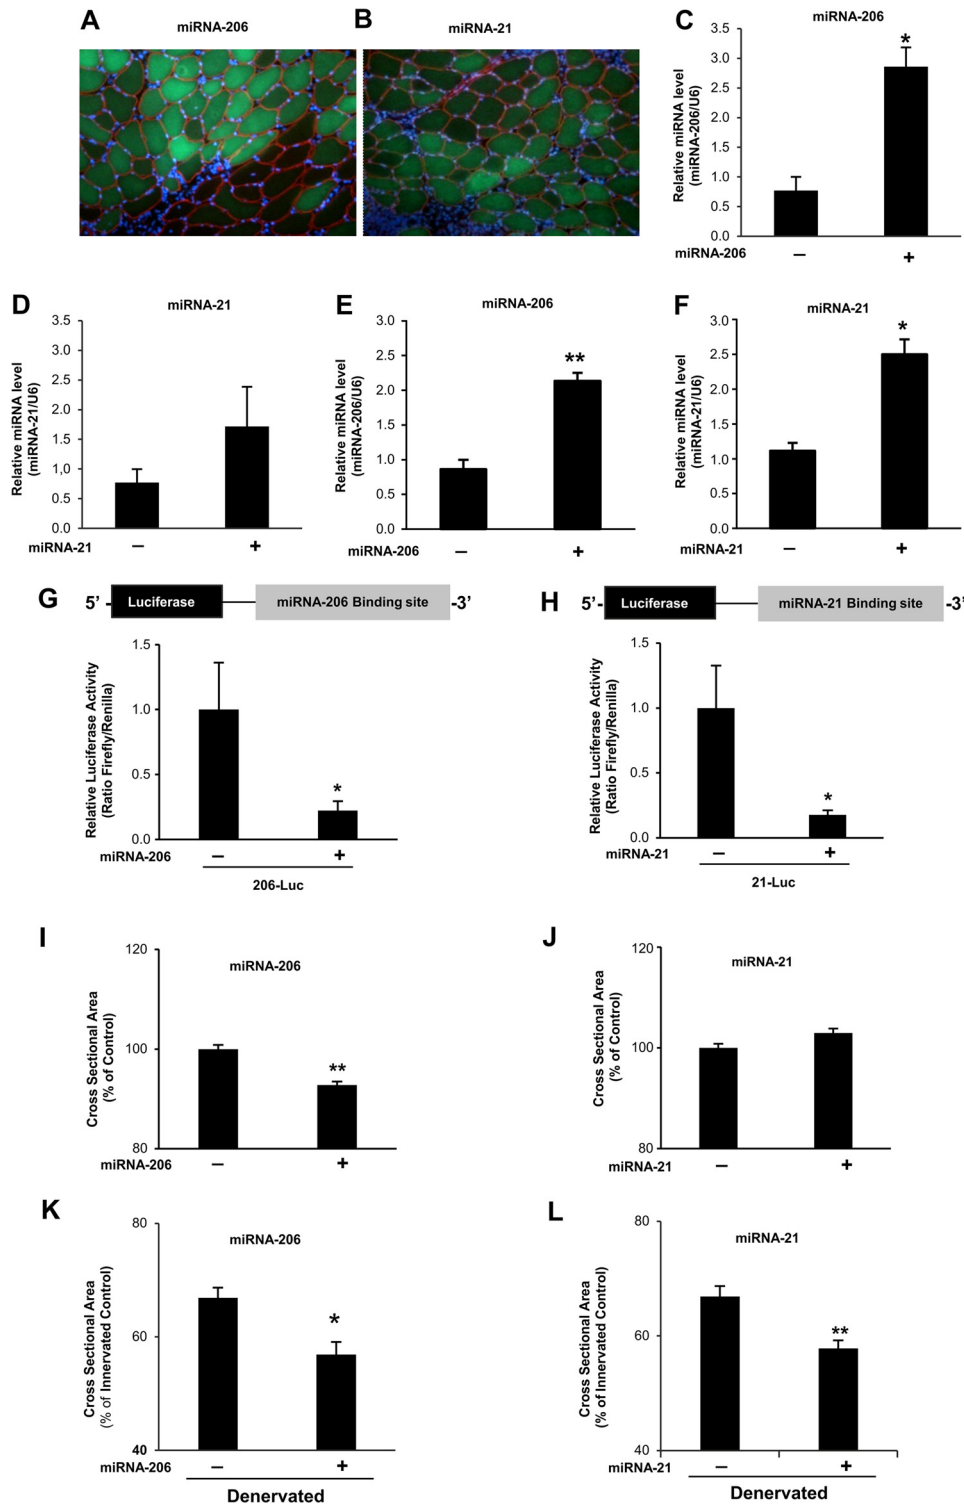 A miRNA-206
B miRNA-21
C miRNA-206
Relative miRNA level
(miRNA-206/U6)
3.5
3.0
2.5
2.0
1.5
1.0
0.5
0.0
*
miRNA-206 – +
D miRNA-21
Relative miRNA level
(miRNA-21/U6)
3.5
3.0
2.5
2.0
1.5
1.0
0.5
0.0
miRNA-21 – +
E miRNA-206
Relative miRNA level
(miRNA-206/U6)
3.0
2.5
2.0
1.5
1.0
0.5
0.0
**
miRNA-206 – +
F miRNA-21
Relative miRNA level
(miRNA-21/U6)
3.0
2.5
2.0
1.5
1.0
0.5
0.0
*
miRNA-21 – +
G 5’- Luciferase miRNA-206 Binding site -3’
Relative Luciferase Activity
(Ratio Firefly/Renilla)
1.5
1.0
0.5
0.0
*
miRNA-206 – +
206-Luc
H 5’- Luciferase miRNA-21 Binding site -3’
Relative Luciferase Activity
(Ratio Firefly/Renilla)
1.5
1.0
0.5
0.0
*
miRNA-21 – +
21-Luc
I miRNA-206
Cross Sectional Area
(% of Control)
120
100
80
**
miRNA-206 – +
J miRNA-21
Cross Sectional Area
(% of Control)
120
100
80
miRNA-21 – +
K miRNA-206
Cross Sectional Area
(% of Innervated Control)
80
60
40
*
miRNA-206 – +
Denervated
L miRNA-21
Cross Sectional Area
(% of Innervated Control)
80
60
40
**
miRNA-21 – +
Denervated